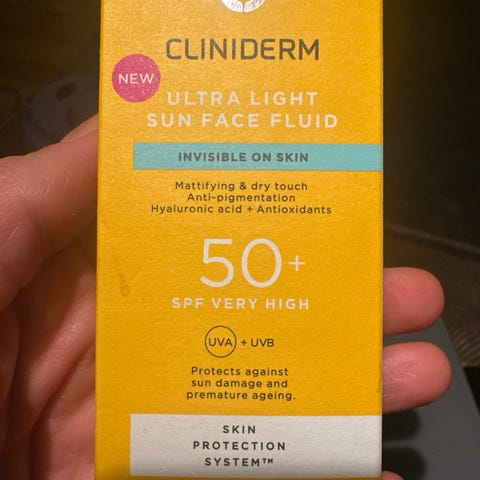 CLINIDERM
NEW
ULTRA LIGHT
SUN FACE FLUID
INVISIBLE ON SKIN
Mattifying & dry touch
Anti-pigmentation
Hyaluronic acid + Antioxidants
50+
SPF VERY HIGH
UVA + UVB
Protects against
sun damage and
premature ageing.
SKIN
PROTECTION
SYSTEM™